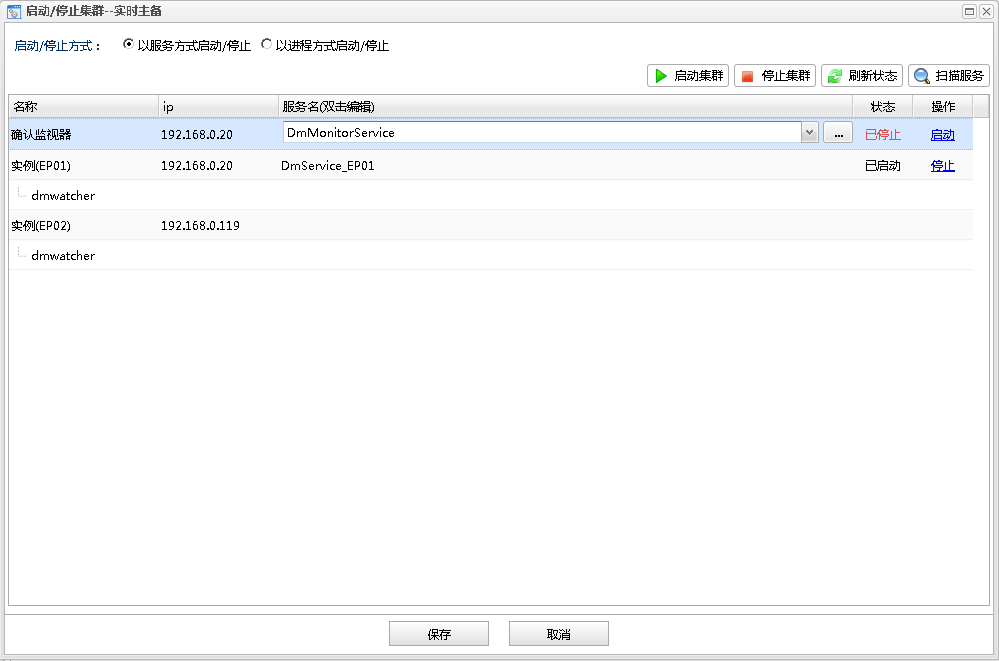 启动/停止集群--实时主备
启动/停止方式： 以服务方式启动/停止 以进程方式启动/停止
启动集群 停止集群 刷新状态 扫描服务
名称 ip 服务名(双击编辑) 状态 操作
确认监视器 192.168.0.20 DmMonitorService ... 已停止 启动
实例(EP01) 192.168.0.20 DmService_EP01 已启动 停止
dmwatcher
实例(EP02) 192.168.0.119
dmwatcher
保存 取消